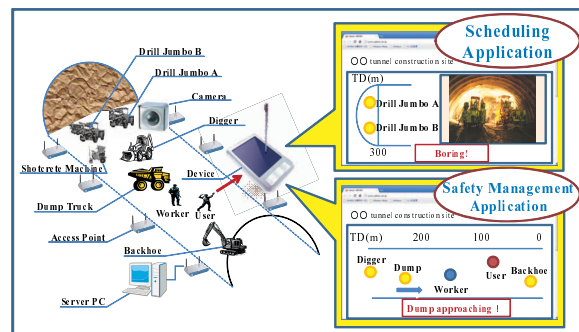 Drill Jumbo B
Drill Jumbo A
Camera
Digger
Shotcrete Machine
Device
Dump Truck
Worker
User
Access Point
Backhoe
Server PC
Scheduling
Application
○○ tunnel construction site
TD(m)
Drill Jumbo A
Drill Jumbo B
300
Boring!
Safety Management
Application
○○ tunnel construction site
TD(m) 200 100 0
Digger
Dump
Worker
User
Backhoe
Dump approaching !